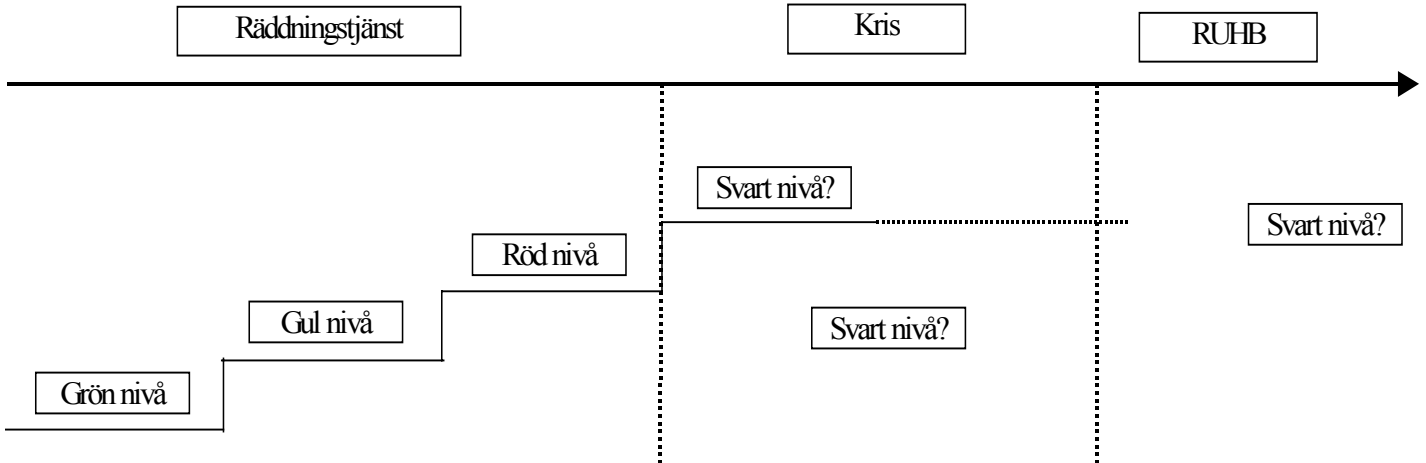 Räddningstjänst
Kris
RUHB
Svart nivå?
Svart nivå?
Röd nivå
Gul nivå
Svart nivå?
Grön nivå